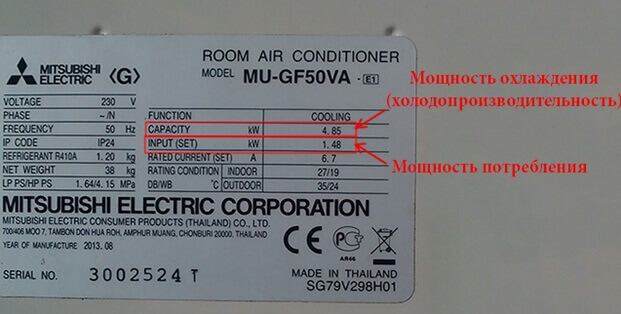 ROOM AIR CONDITIONER
MITSUBISHI ELECTRIC
<G>
MODEL MU-GF50VA - E1
Мощность охлаждения
(холодопроизводительность)
VOLTAGE 230 V
PHASE ~/N
FREQUENCY 50 Hz
IP CODE IP24
REFRIGERANT R410A 1.20 kg
NET WEIGHT 38 kg
LP PS/HP PS 1.64/4.15 MPa
FUNCTION COOLING
CAPACITY kW 4.85
INPUT (SET) kW 1.48
RATED CURRENT (SET) A 6.7
RATING CONDITION INDOOR 27/19
DB/WB °C OUTDOOR 35/24
Мощность потребления
MITSUBISHI ELECTRIC CORPORATION
MITSUBISHI ELECTRIC CONSUMER PRODUCTS (THAILAND) CO., LTD.
700/406 MOO 7, TAMBON DON HUA ROH, AMPHUR MUANG, CHONBURI 20000, THAILAND
YEAR OF MANUFACTURE 2013.08
CE
AR46
SERIAL NO. 3002524 T
MADE IN THAILAND
SG79V298H01